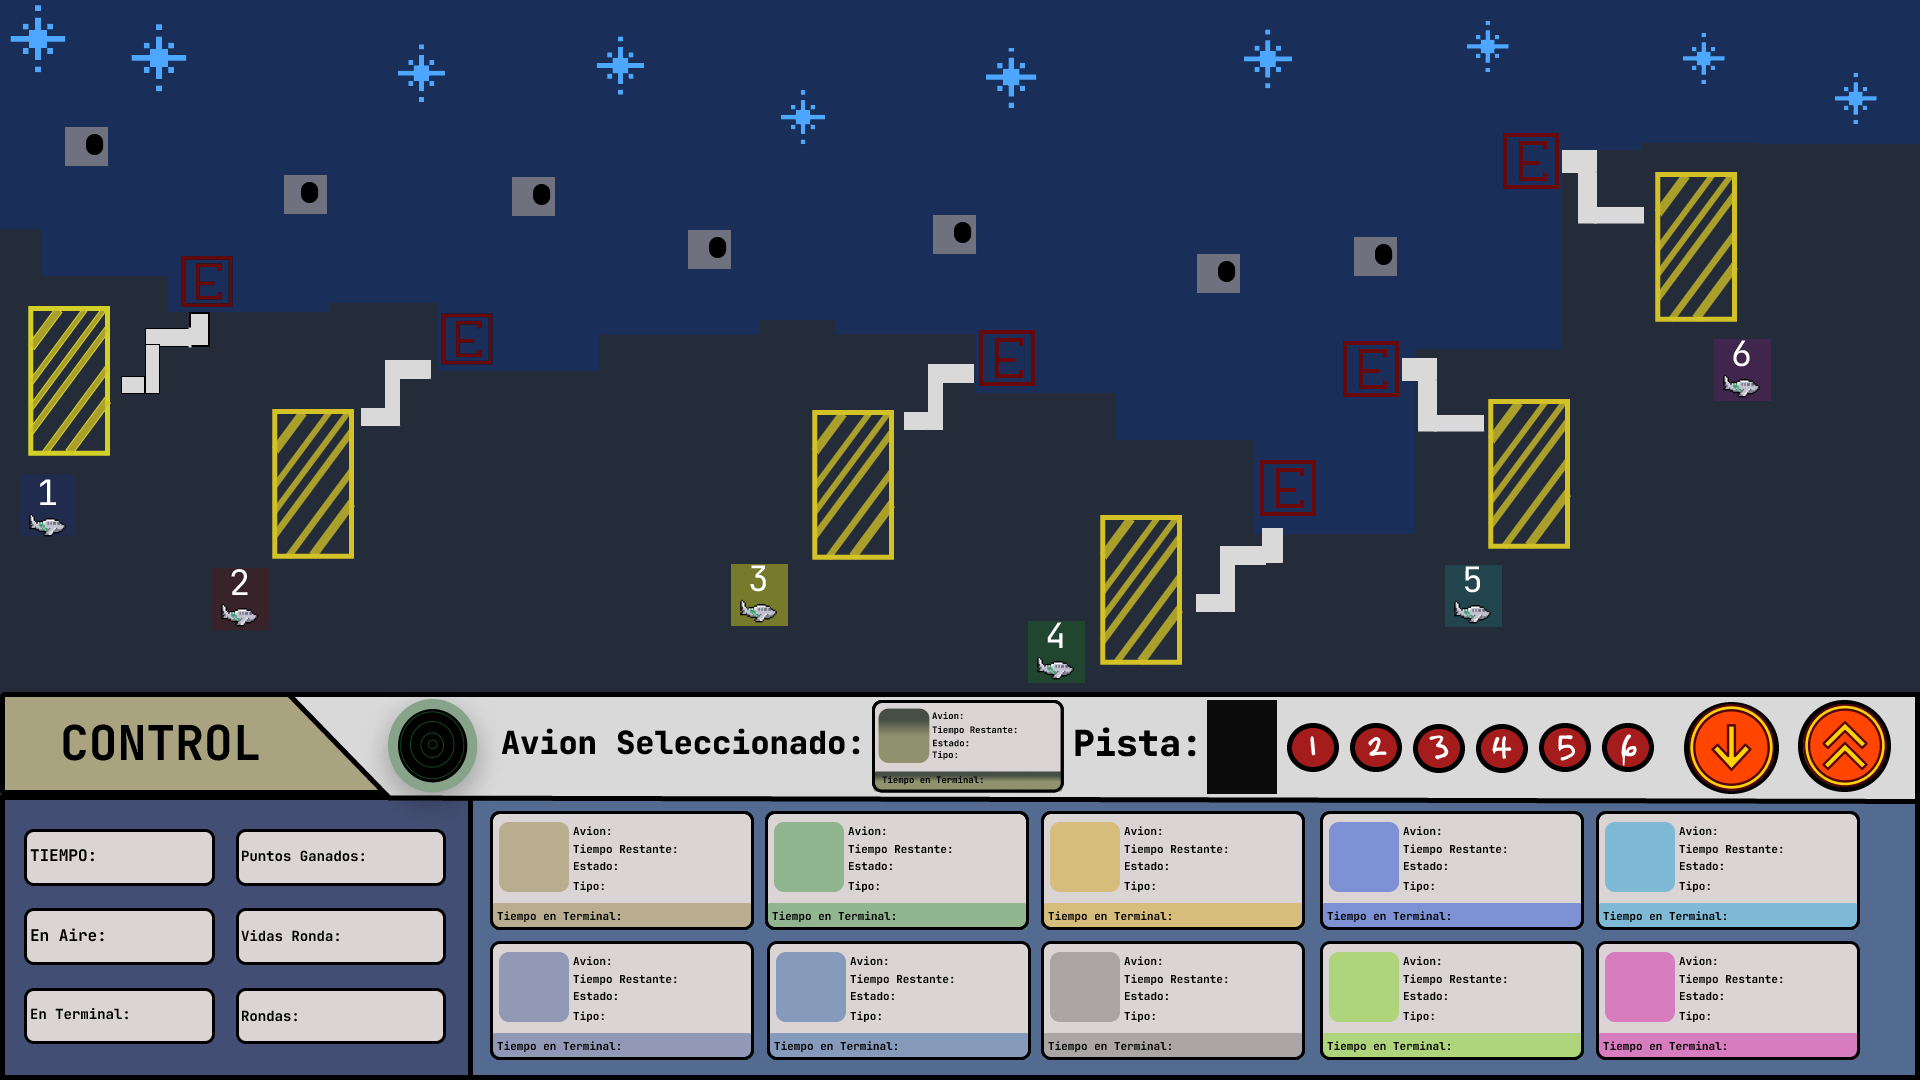 E
E
E
E
E
E
1
2
3
4
5
6
CONTROL
Avion Seleccionado:
Avion:
Tiempo Restante:
Estado:
Tipo:
Tiempo en Terminal:
Pista:
1 2 3 4 5 6
TIEMPO:
Puntos Ganados:
En Aire:
Vidas Ronda:
En Terminal:
Rondas:
Avion:
Tiempo Restante:
Estado:
Tipo:
Tiempo en Terminal:
Avion:
Tiempo Restante:
Estado:
Tipo:
Tiempo en Terminal:
Avion:
Tiempo Restante:
Estado:
Tipo:
Tiempo en Terminal:
Avion:
Tiempo Restante:
Estado:
Tipo:
Tiempo en Terminal:
Avion:
Tiempo Restante:
Estado:
Tipo:
Tiempo en Terminal:
Avion:
Tiempo Restante:
Estado:
Tipo:
Tiempo en Terminal:
Avion:
Tiempo Restante:
Estado:
Tipo:
Tiempo en Terminal:
Avion:
Tiempo Restante:
Estado:
Tipo:
Tiempo en Terminal:
Avion:
Tiempo Restante:
Estado:
Tipo:
Tiempo en Terminal:
Avion:
Tiempo Restante:
Estado:
Tipo:
Tiempo en Terminal: